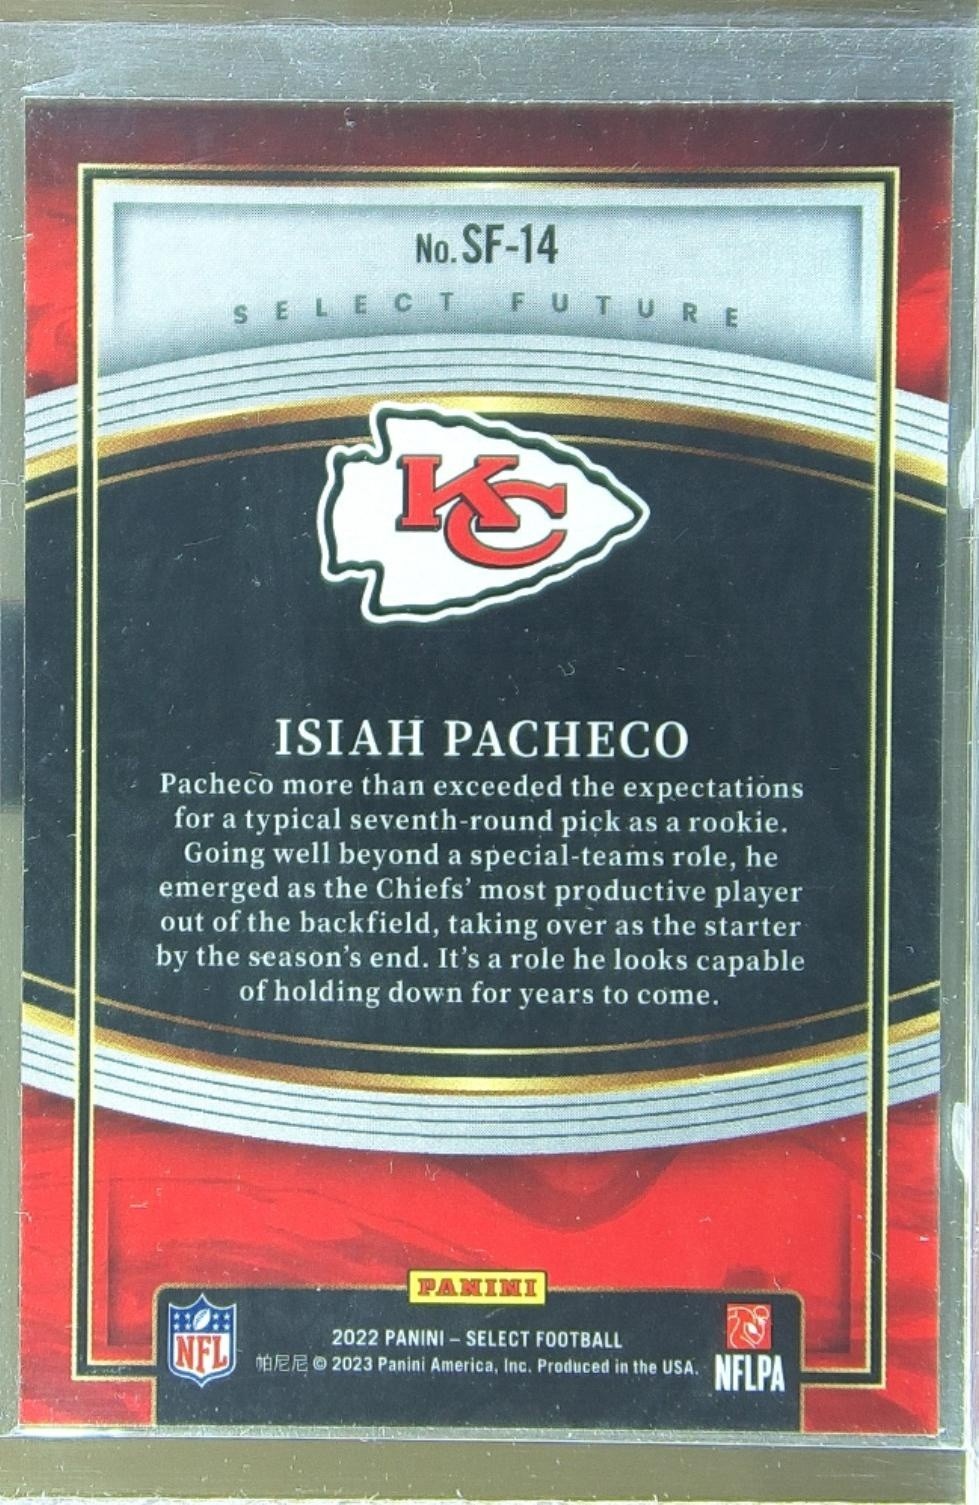 No. SF-14
SELECT FUTURE
KC
ISIAH PACHECO
Pacheco more than exceeded the expectations
for a typical seventh-round pick as a rookie.
Going well beyond a special-teams role, he
emerged as the Chiefs' most productive player
out of the backfield, taking over as the starter
by the season's end. It's a role he looks capable
of holding down for years to come.
PANINI
NFL
2022 PANINI – SELECT FOOTBALL
帕尼尼 © 2023 Panini America, Inc. Produced in the USA.
NFLPA